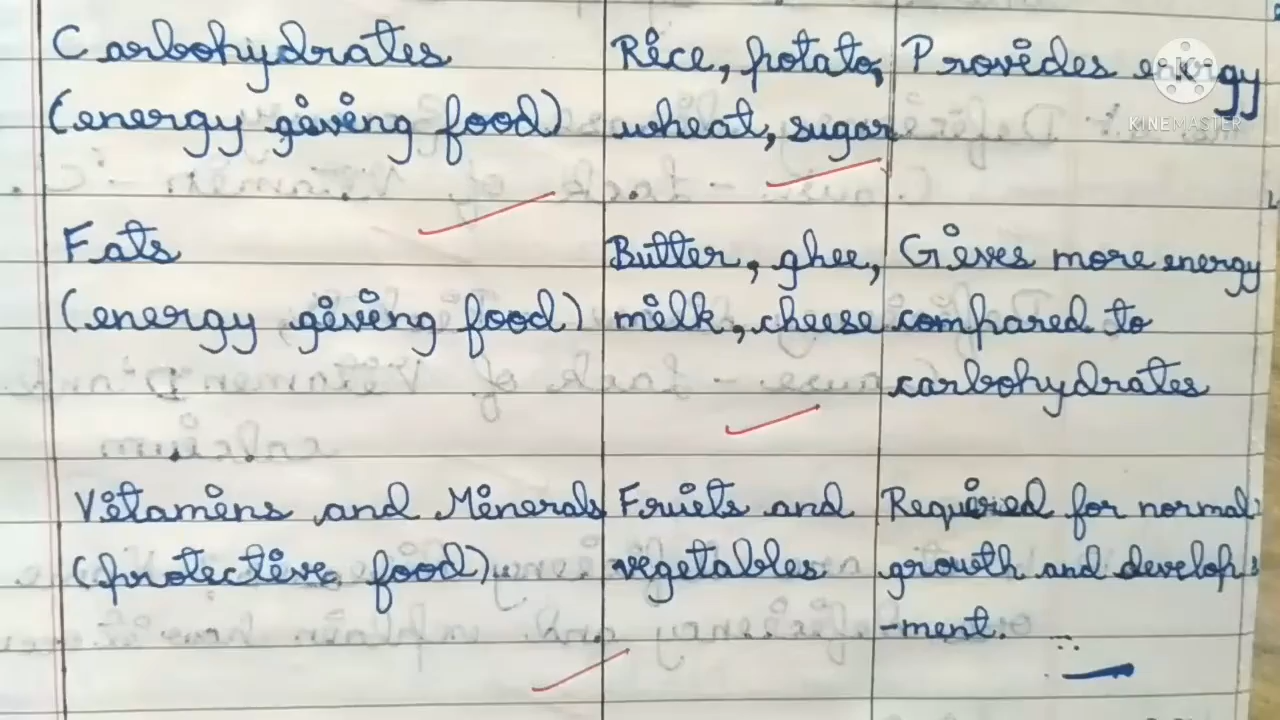 Carbohydrates Rice, potato, Provides energy
(energy giving food) wheat, sugar
KINEMASTER
Fats Butter, ghee, Gives more energy
(energy giving food) milk, cheese compared to
carbohydrates
Vitamins and Minerals Fruits and Required for normal
(protective food) vegetables growth and develop
-ment.